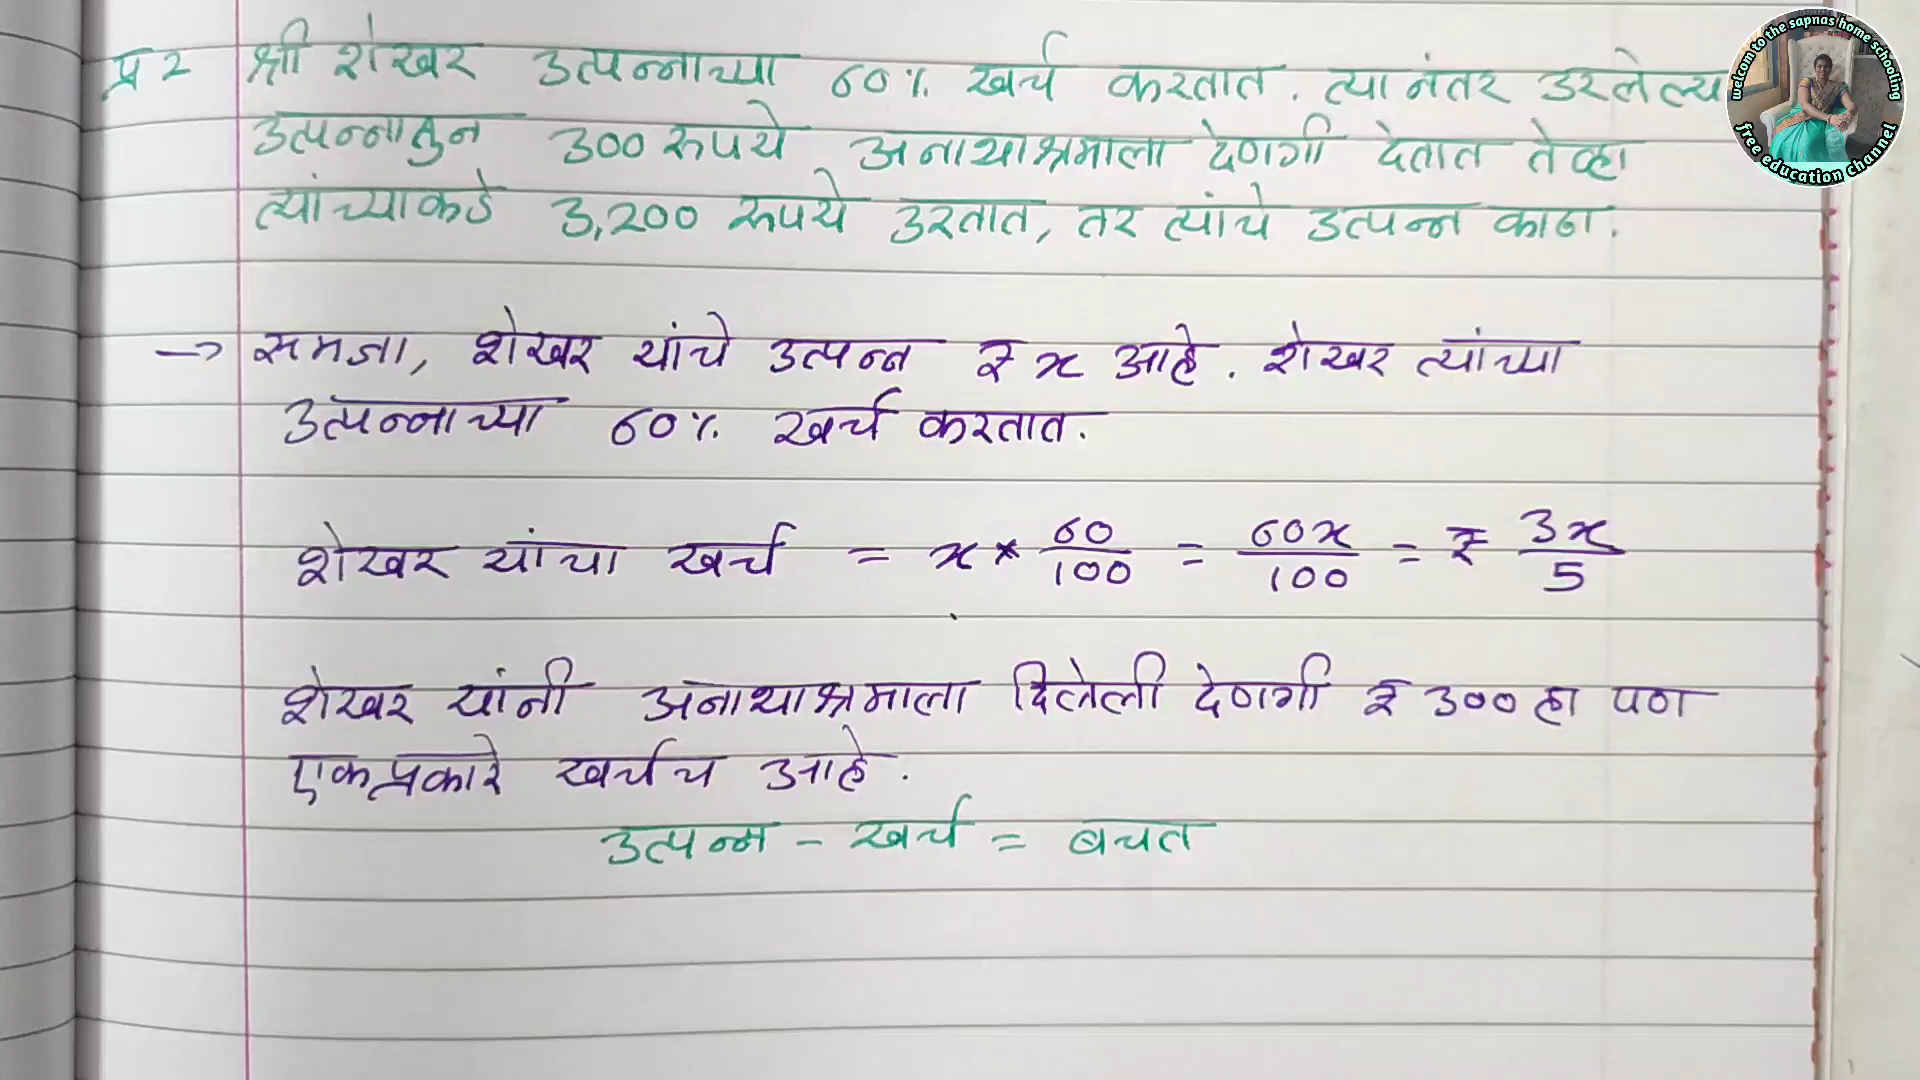 प्र २ श्री शेखर उत्पन्नाच्या 60% खर्च करतात. त्यानंतर उरलेल्या
उत्पन्नातुन 300 रूपये अनाथाश्रमाला देणगी देतात तेव्हा
त्यांच्याकडे 3,200 रूपये उरतात, तर त्यांचे उत्पन्न काढा.
→ समजा, शेखर यांचे उत्पन्न ₹ x आहे. शेखर त्यांच्या
उत्पन्नाच्या 60% खर्च करतात.
शेखर यांचा खर्च = x * 60/100 = 60x/100 = ₹ 3x/5
शेखर यांनी अनाथाश्रमाला दिलेली देणगी ₹ 300 हा पण
एकप्रकारे खर्चच आहे.
उत्पन्न - खर्च = बचत
welcom to the sapnas home schooling
free education channel